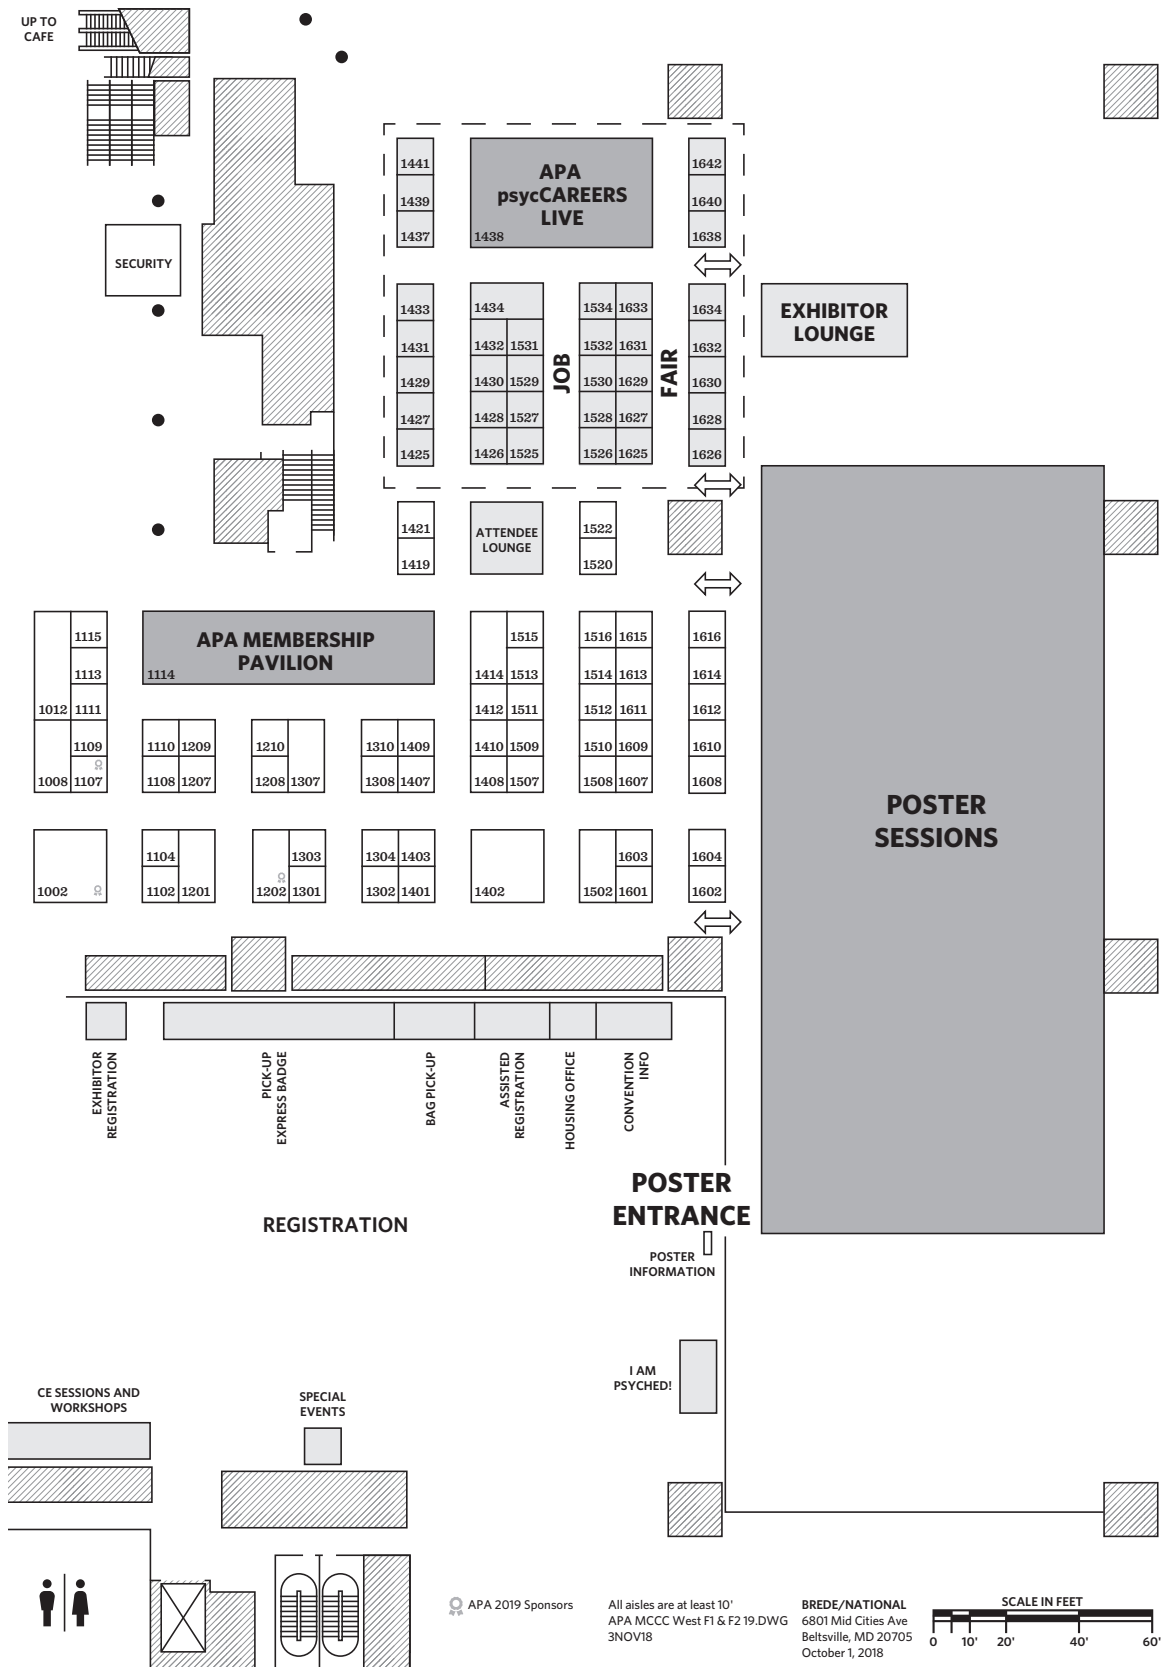 UP TO
CAFE
1441
APA
1642
psycCAREERS
1439
1640
LIVE
1437
1438
1638
SECURITY
1433
1434
1534 1633
1634
EXHIBITOR
LOUNGE
1431
1432 1531
1532 1631
1632
JOB
FAIR
1429
1430 1529
1530 1629
1630
1427
1428 1527
1528 1627
1628
1425
1426 1525
1526 1625
1626
1421
ATTENDEE
LOUNGE
1522
1419
1520
1115
APA MEMBERSHIP
PAVILION
1515
1516 1615
1616
1113
1114
1414 1513
1514 1613
1614
1012 1111
1412 1511
1512 1611
1612
1109
1110 1209
1210
1310 1409
1410 1509
1510 1609
1610
1008 1107
1108 1207
1208 1307
1308 1407
1408 1507
1508 1607
1608
POSTER
SESSIONS
1104
1303
1304 1403
1603
1604
1002
1102 1201
1202 1301
1302 1401
1402
1502 1601
1602
EXHIBITOR
REGISTRATION
PICK-UP
EXPRESS BADGE
BAG PICK-UP
ASSISTED
REGISTRATION
HOUSING OFFICE
CONVENTION
INFO
POSTER
ENTRANCE
REGISTRATION
POSTER
INFORMATION
I AM
PSYCHED!
CE SESSIONS AND
WORKSHOPS
SPECIAL
EVENTS
APA 2019 Sponsors
All aisles are at least 10'
APA MCCC West F1 & F2 19.DWG
3NOV18
BREDE/NATIONAL
6801 Mid Cities Ave
Beltsville, MD 20705
October 1, 2018
SCALE IN FEET
0 10' 20' 40' 60'